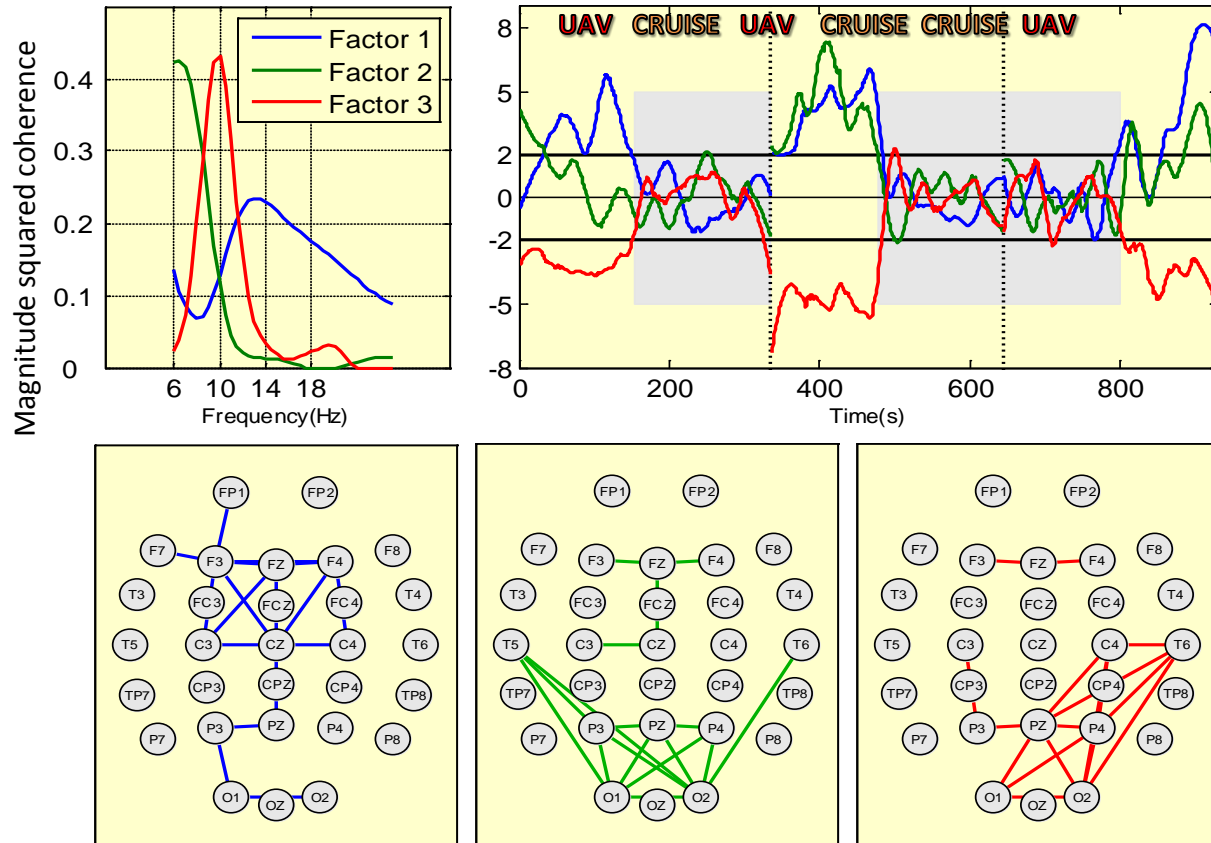 Magnitude squared coherence
0.4
0.3
0.2
0.1
0
6 10 14 18
Frequency(Hz)
Factor 1
Factor 2
Factor 3
UAV CRUISE UAV CRUISE CRUISE UAV
8
5
2
0
-2
-5
-8
0 200 400 600 800
Time(s)
FP1 FP2
F7 F3 FZ F4 F8
T3 FC3 FCZ FC4 T4
T5 C3 CZ C4 T6
TP7 CP3 CPZ CP4 TP8
P7 P3 PZ P4 P8
O1 OZ O2
FP1 FP2
F7 F3 FZ F4 F8
T3 FC3 FCZ FC4 T4
T5 C3 CZ C4 T6
TP7 CP3 CPZ CP4 TP8
P7 P3 PZ P4 P8
O1 OZ O2
FP1 FP2
F7 F3 FZ F4 F8
T3 FC3 FCZ FC4 T4
T5 C3 CZ C4 T6
TP7 CP3 CPZ CP4 TP8
P7 P3 PZ P4 P8
O1 OZ O2